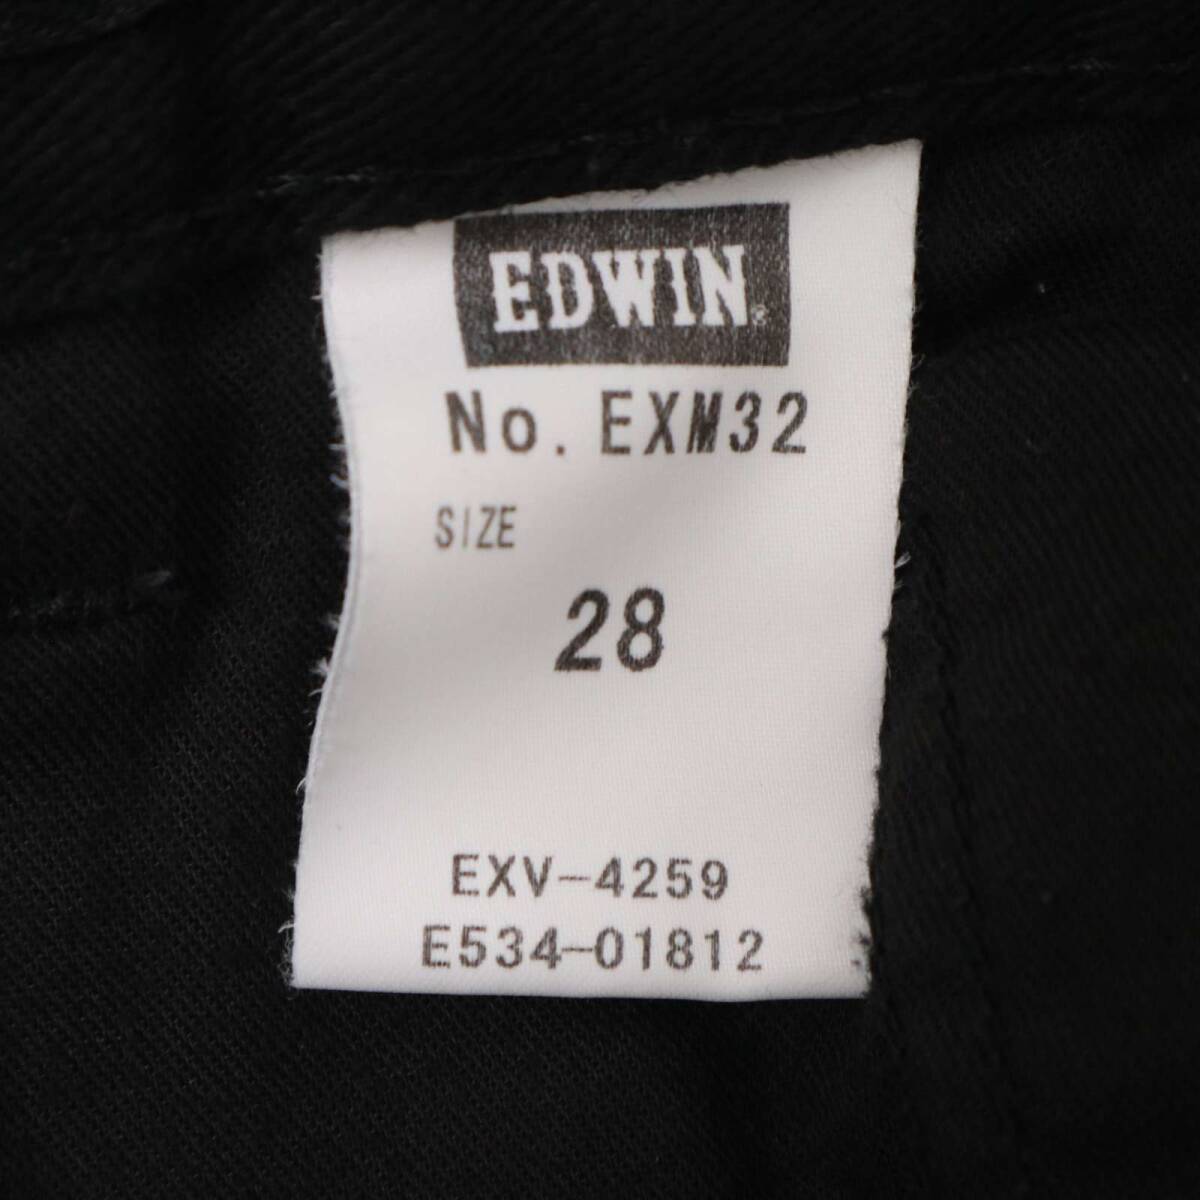 EDWIN®
No. EXM32
SIZE
28
EXV-4259
E534-01812